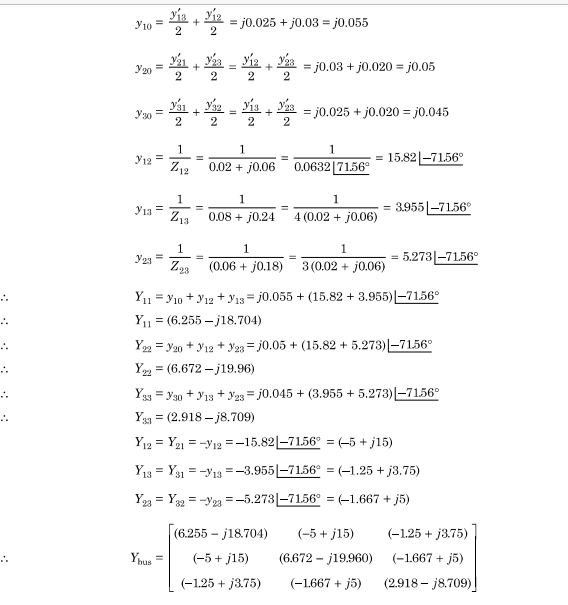 y₁₀ = y′₁₃/2 + y′₁₂/2 = j0.025 + j0.03 = j0.055
y₂₀ = y′₂₁/2 + y′₂₃/2 = y′₁₂/2 + y′₂₃/2 = j0.03 + j0.020 = j0.05
y₃₀ = y′₃₁/2 + y′₃₂/2 = y′₁₃/2 + y′₂₃/2 = j0.025 + j0.020 = j0.045
y₁₂ = 1/Z₁₂ = 1/(0.02 + j0.06) = 1/(0.0632 ∠71.56°) = 15.82 ∠–71.56°
y₁₃ = 1/Z₁₃ = 1/(0.08 + j0.24) = 1/(4(0.02 + j0.06)) = 3.955 ∠–71.56°
y₂₃ = 1/Z₂₃ = 1/(0.06 + j0.18) = 1/(3(0.02 + j0.06)) = 5.273 ∠–71.56°
∴ Y₁₁ = y₁₀ + y₁₂ + y₁₃ = j0.055 + (15.82 + 3.955) ∠–71.56°
∴ Y₁₁ = (6.255 – j18.704)
∴ Y₂₂ = y₂₀ + y₁₂ + y₂₃ = j0.05 + (15.82 + 5.273) ∠–71.56°
∴ Y₂₂ = (6.672 – j19.96)
∴ Y₃₃ = y₃₀ + y₁₃ + y₂₃ = j0.045 + (3.955 + 5.273) ∠–71.56°
∴ Y₃₃ = (2.918 – j8.709)
Y₁₂ = Y₂₁ = –y₁₂ = –15.82 ∠–71.56° = (–5 + j15)
Y₁₃ = Y₃₁ = –y₁₃ = –3.955 ∠–71.56° = (–1.25 + j3.75)
Y₂₃ = Y₃₂ = –y₂₃ = –5.273 ∠–71.56° = (–1.667 + j5)
(6.255 – j18.704) (–5 + j15) (–1.25 + j3.75)
∴ Y_bus = (–5 + j15) (6.672 – j19.960) (–1.667 + j5)
(–1.25 + j3.75) (–1.667 + j5) (2.918 – j8.709)